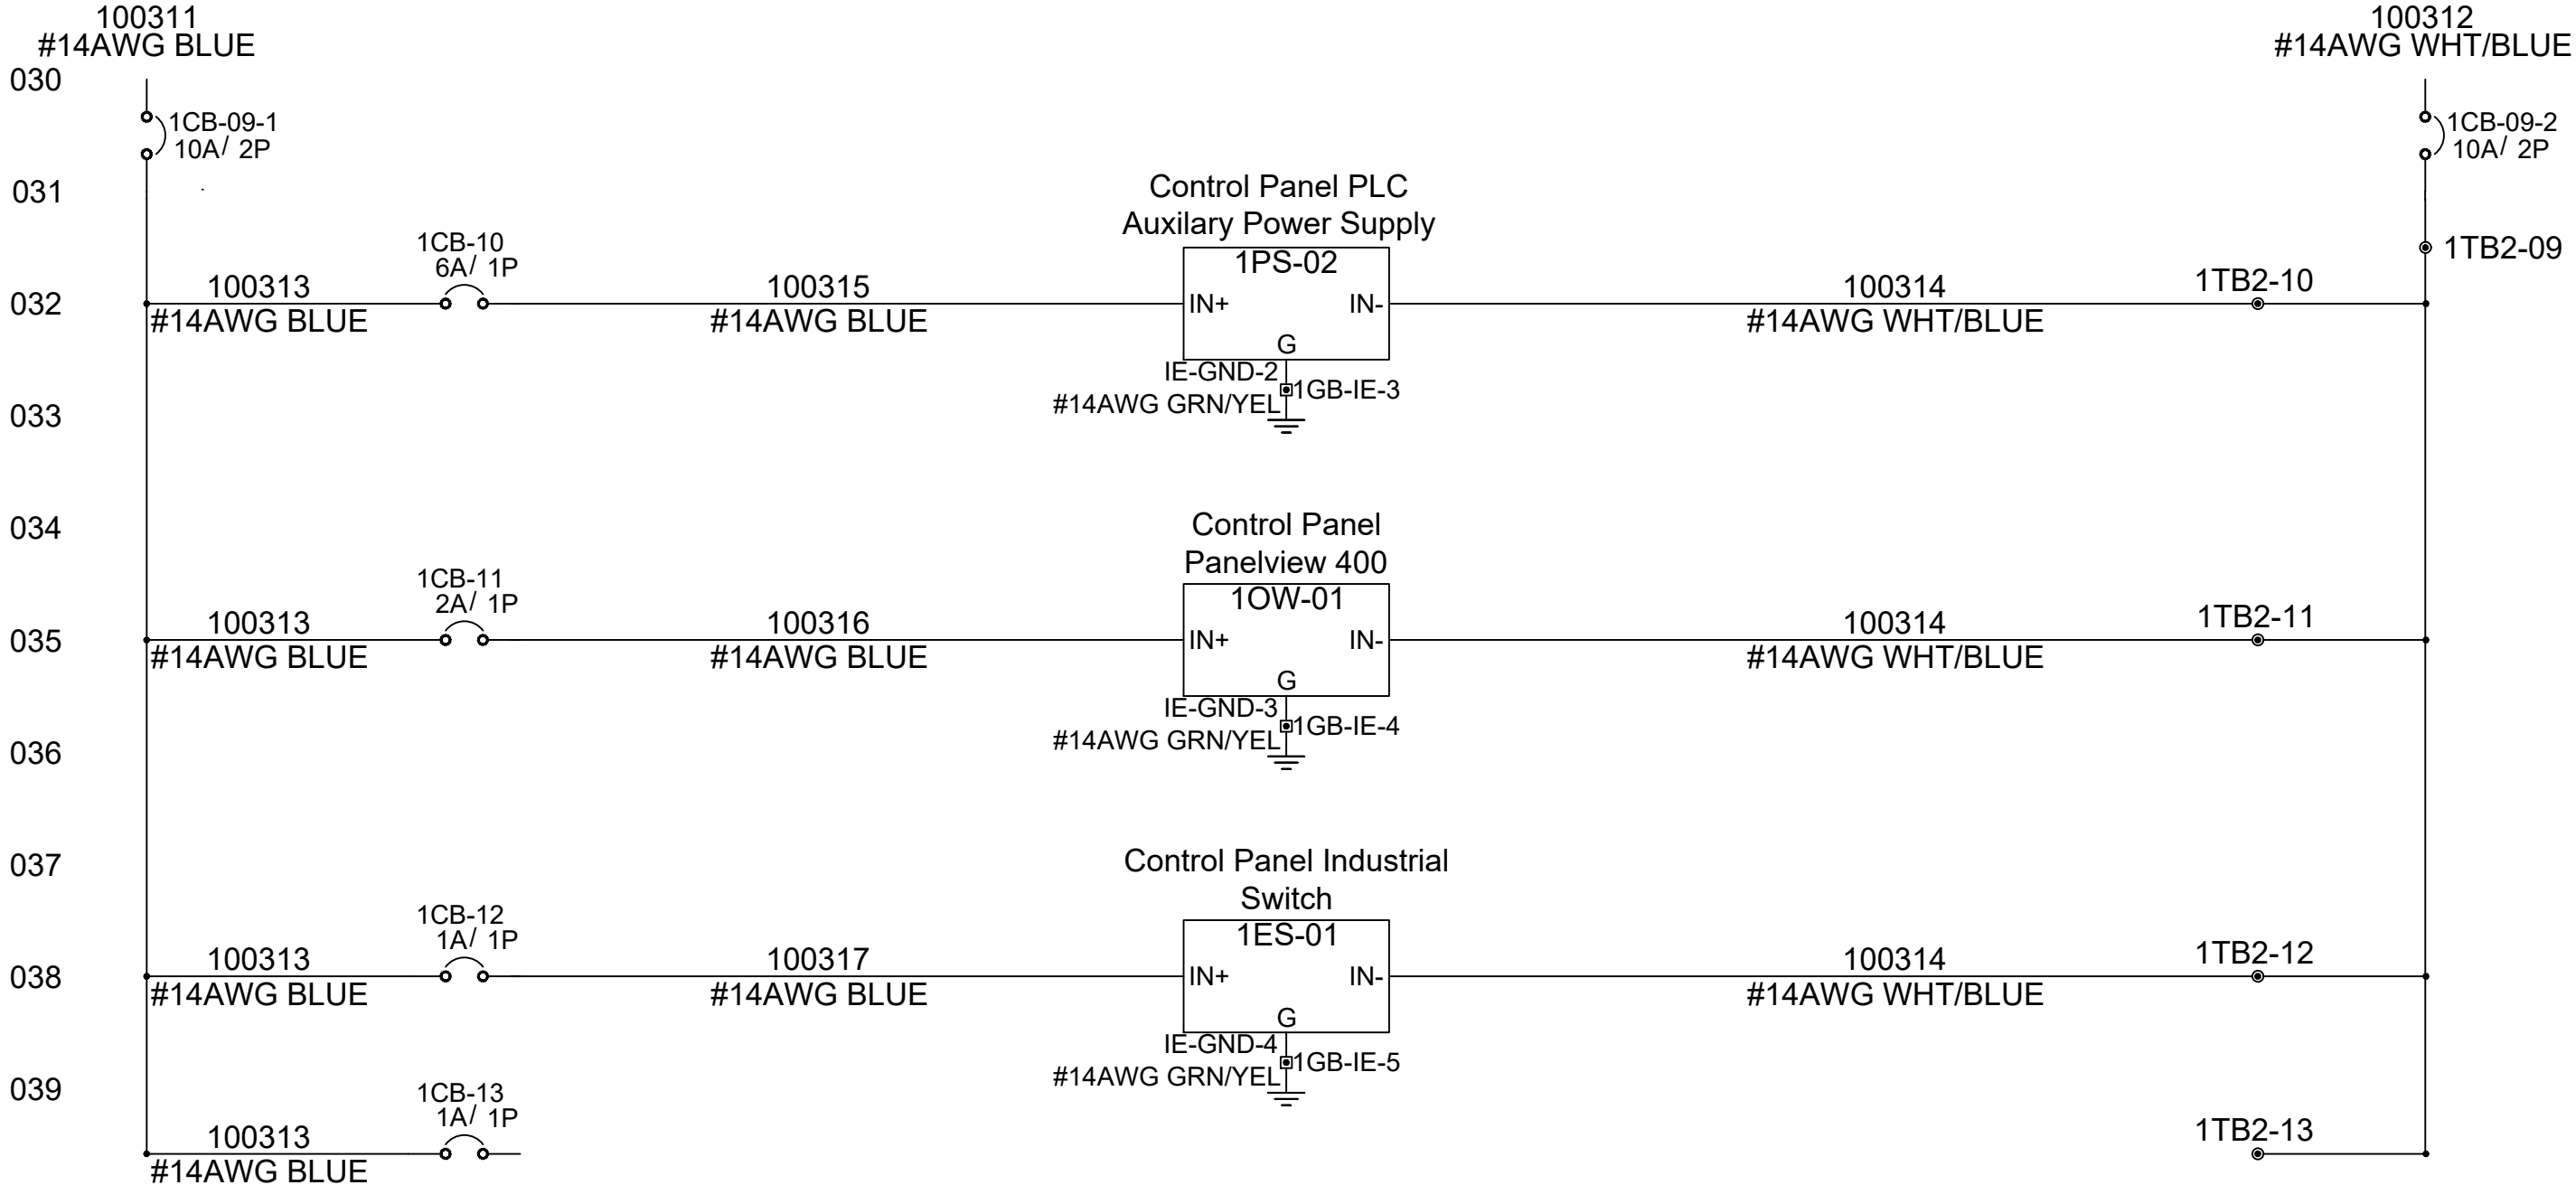 100311
#14AWG BLUE
100312
#14AWG WHT/BLUE
030
1CB-09-1
10A/ 2P
1CB-09-2
10A/ 2P
031
Control Panel PLC
Auxilary Power Supply
1TB2-09
1CB-10
6A/ 1P
1PS-02
032
100313
#14AWG BLUE
100315
#14AWG BLUE
IN+
IN-
G
100314
#14AWG WHT/BLUE
1TB2-10
IE-GND-2
1GB-IE-3
#14AWG GRN/YEL
033
034
Control Panel
Panelview 400
1CB-11
2A/ 1P
1OW-01
035
100313
#14AWG BLUE
100316
#14AWG BLUE
IN+
IN-
G
100314
#14AWG WHT/BLUE
1TB2-11
IE-GND-3
1GB-IE-4
#14AWG GRN/YEL
036
037
Control Panel Industrial
Switch
1CB-12
1A/ 1P
1ES-01
038
100313
#14AWG BLUE
100317
#14AWG BLUE
IN+
IN-
G
100314
#14AWG WHT/BLUE
1TB2-12
IE-GND-4
1GB-IE-5
#14AWG GRN/YEL
039
1CB-13
1A/ 1P
100313
#14AWG BLUE
1TB2-13